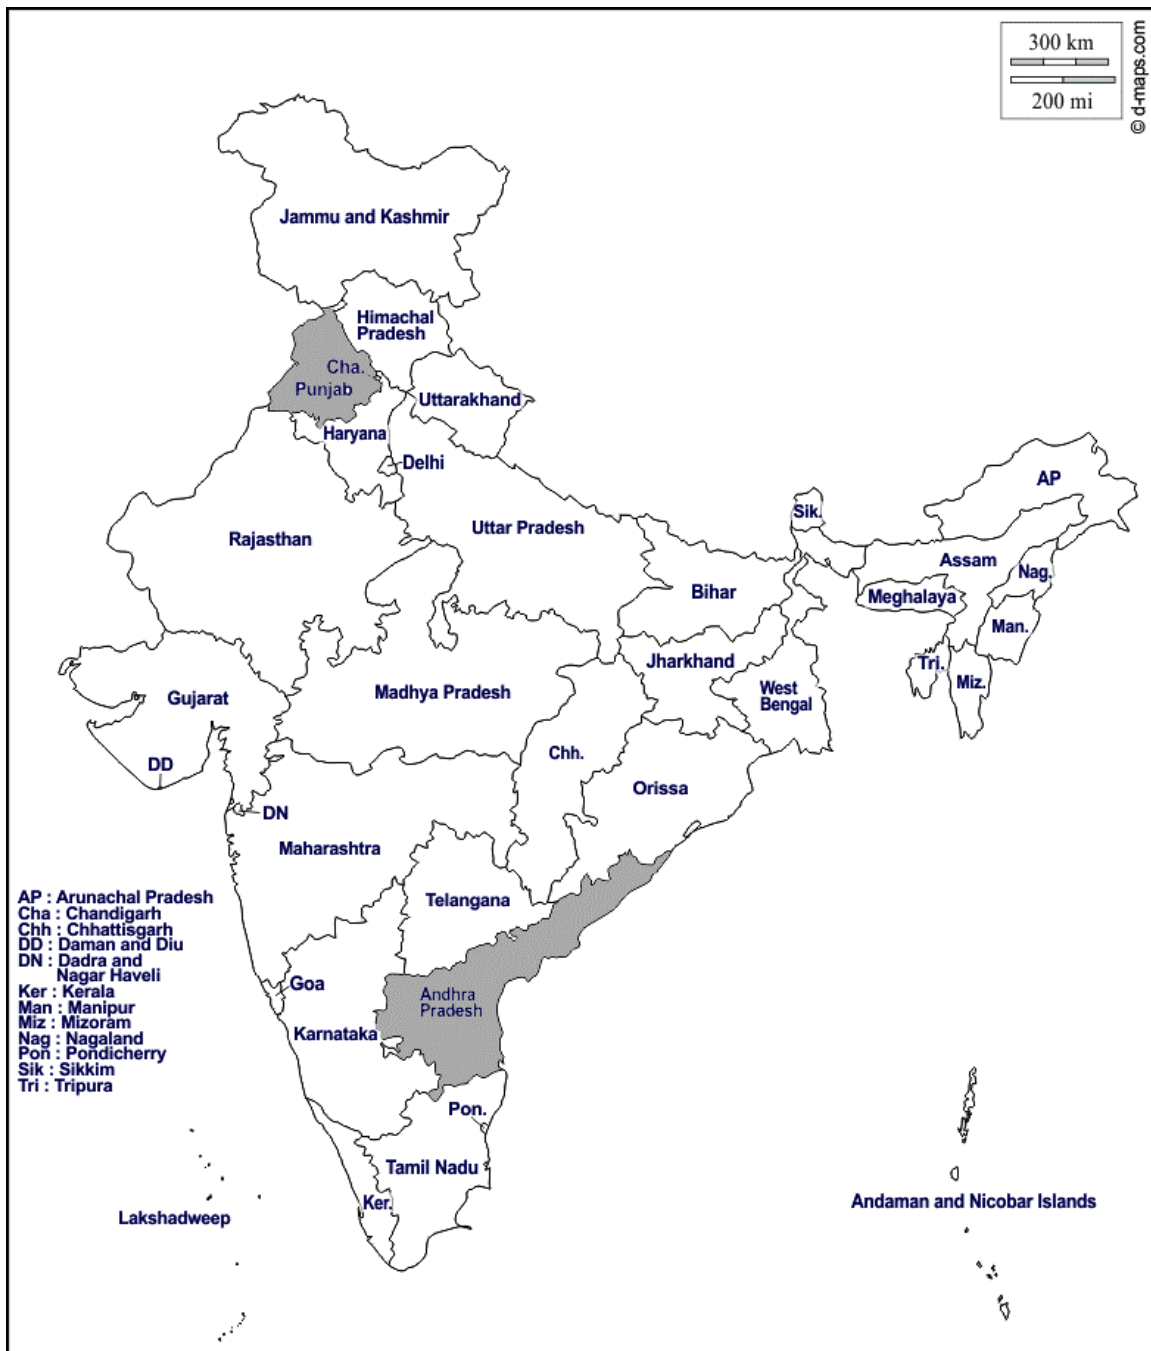 300 km
200 mi
© d-maps.com
Jammu and Kashmir
Himachal
Pradesh
Cha.
Punjab
Uttarakhand
Haryana
Delhi
AP
Sik.
Rajasthan
Uttar Pradesh
Assam
Nag.
Bihar
Meghalaya
Man.
Jharkhand
Tri.
Miz.
Gujarat
Madhya Pradesh
West
Bengal
Chh.
DD
Orissa
DN
Maharashtra
Telangana
AP : Arunachal Pradesh
Cha : Chandigarh
Chh : Chhattisgarh
DD : Daman and Diu
DN : Dadra and
Nagar Haveli
Ker : Kerala
Man : Manipur
Miz : Mizoram
Nag : Nagaland
Pon : Pondicherry
Sik : Sikkim
Tri : Tripura
Goa
Andhra
Pradesh
Karnataka
Pon.
Tamil Nadu
Ker.
Lakshadweep
Andaman and Nicobar Islands